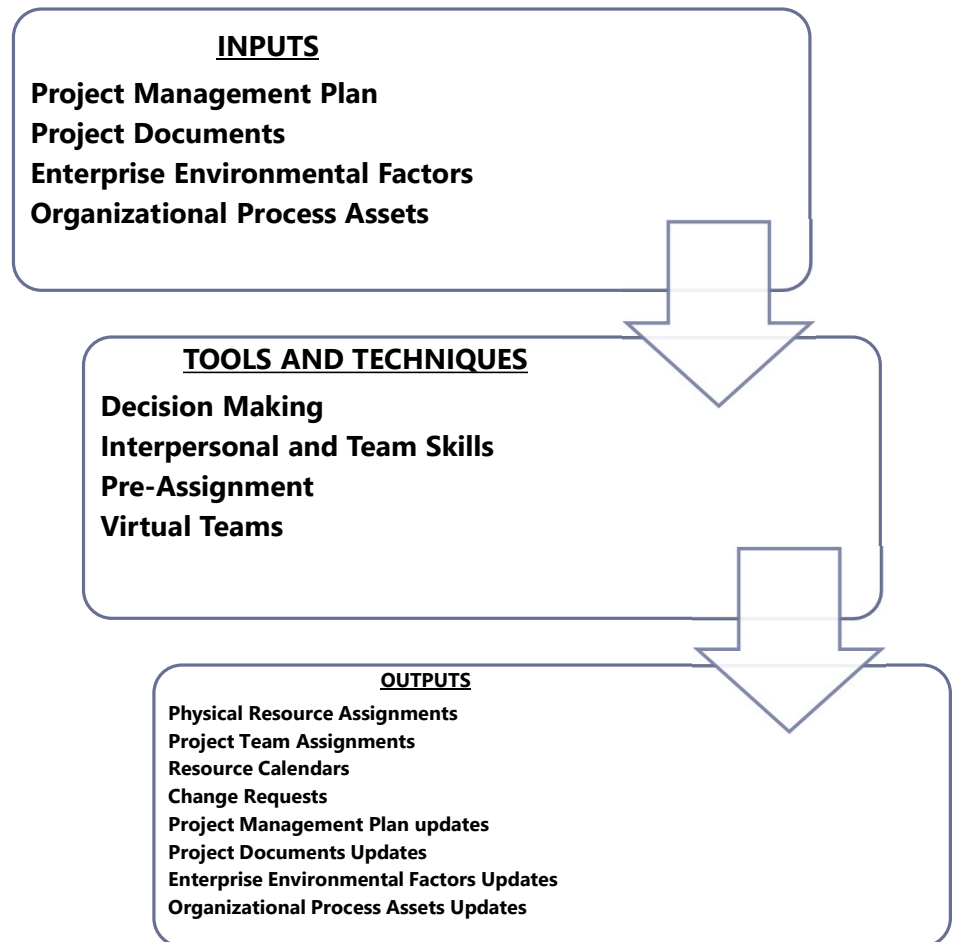 INPUTS
Project Management Plan
Project Documents
Enterprise Environmental Factors
Organizational Process Assets
TOOLS AND TECHNIQUES
Decision Making
Interpersonal and Team Skills
Pre-Assignment
Virtual Teams
OUTPUTS
Physical Resource Assignments
Project Team Assignments
Resource Calendars
Change Requests
Project Management Plan updates
Project Documents Updates
Enterprise Environmental Factors Updates
Organizational Process Assets Updates